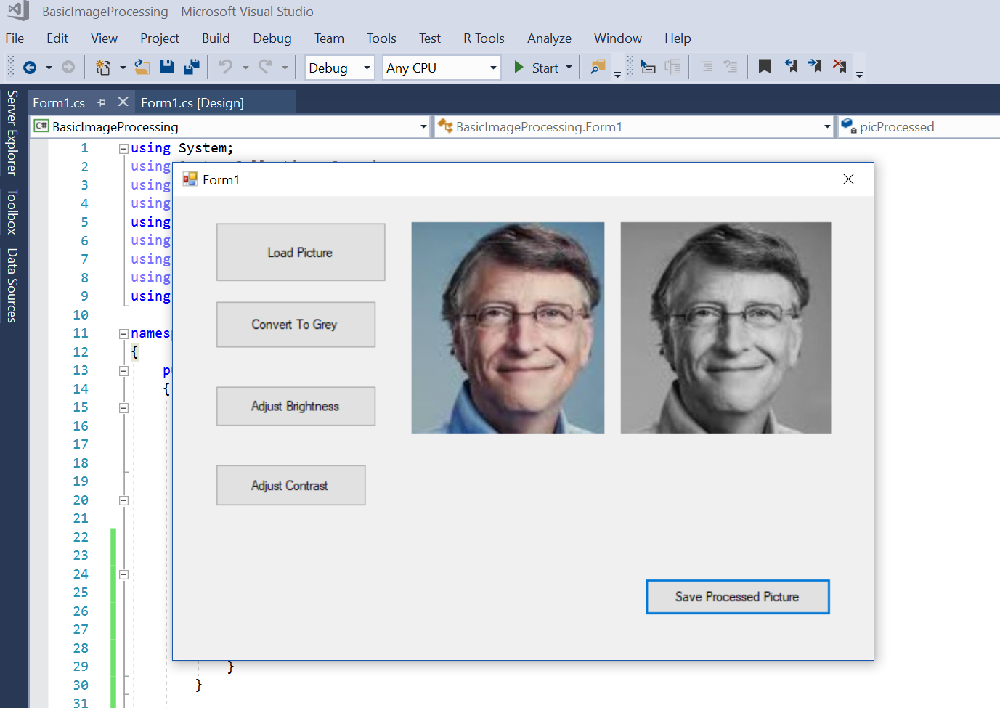 BasicImageProcessing - Microsoft Visual Studio
File Edit View Project Build Debug Team Tools Test R Tools Analyze Window Help
Debug Any CPU Start
Form1.cs Form1.cs [Design]
C# BasicImageProcessing BasicImageProcessing.Form1 picProcessed
Server Explorer
Toolbox
Data Sources
1 using System;
2 using
3 using
4 using
5 using
6 using
7 using
8 using
9 using
10
11 namesp
12 {
13
14 {
15
16
17
18
19
20
21
22
23
24
25
26
27
28
29 }
30 }
31
Form1
Load Picture
Convert To Grey
Adjust Brightness
Adjust Contrast
Save Processed Picture